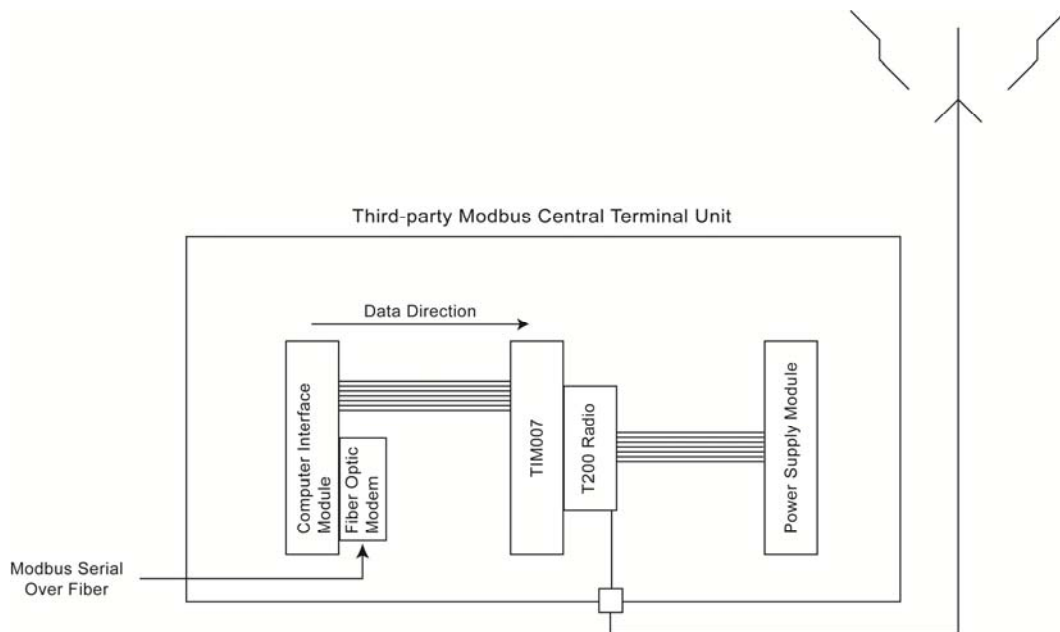 Third-party Modbus Central Terminal Unit
Data Direction
Computer Interface
Module
Fiber Optic
Modem
TIM007
T200 Radio
Power Supply Module
Modbus Serial
Over Fiber